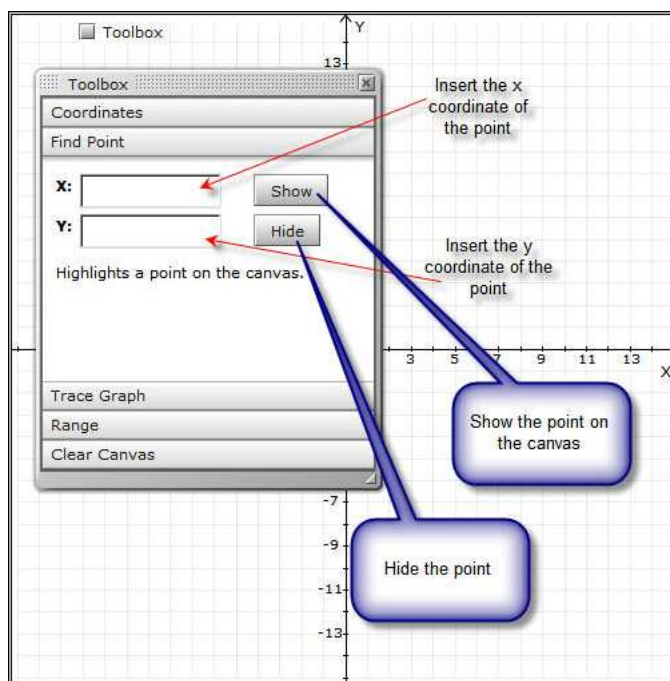 Toolbox
Y
13
Toolbox
Coordinates
Find Point
X:
Show
Y:
Hide
Highlights a point on the canvas.
Insert the x
coordinate of
the point
Insert the y
coordinate of the
point
3 5 7 9 11 13
X
Trace Graph
Range
Clear Canvas
Show the point on
the canvas
-7
-9
-11
-13
Hide the point